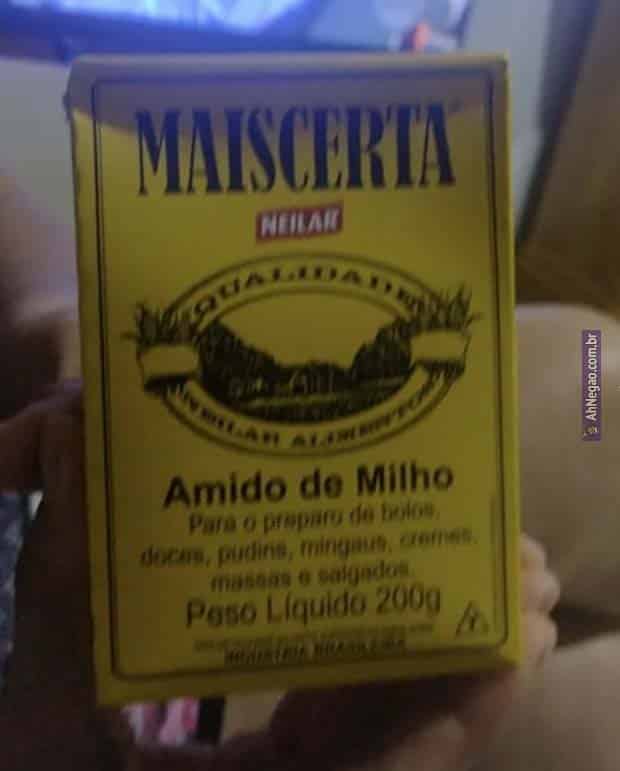 MAISCERTA
NEILAR
QUALIDADE
NEILAR ALIMENTOS
Amido de Milho
Para o preparo de bolos,
doces, pudins, mingaus, cremes,
massas e salgados.
Peso Líquido 200g
INDÚSTRIA BRASILEIRA
T
AhNegao.com.br